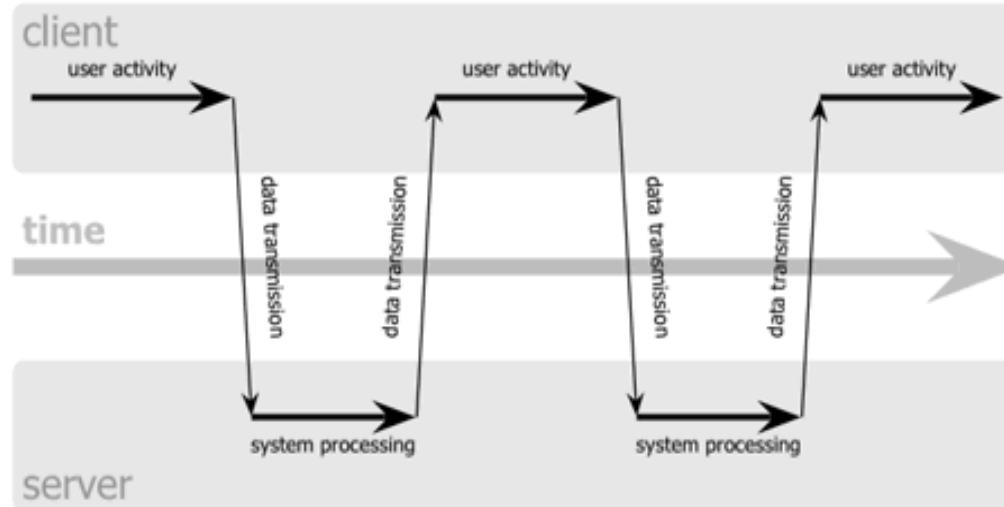 client
user activity
user activity
user activity
data transmission
data transmission
data transmission
data transmission
time
system processing
system processing
server